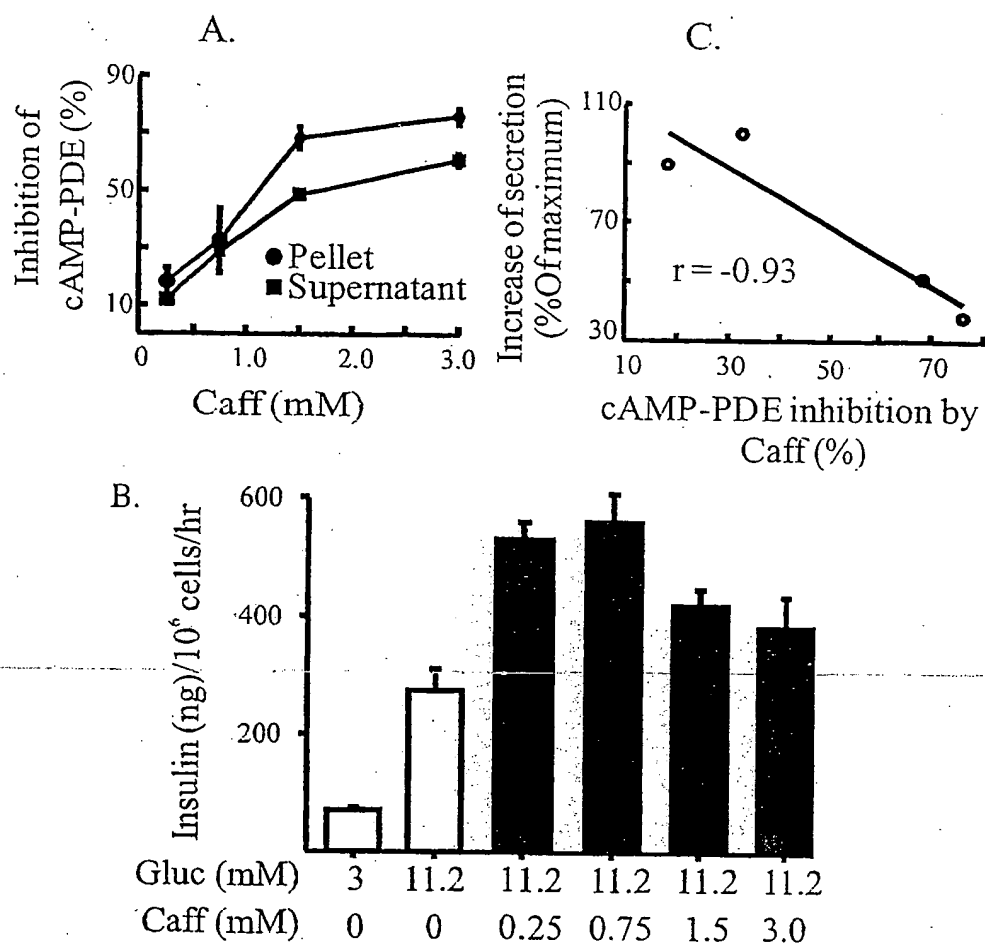 A.
Inhibition of
cAMP-PDE (%)
90
50
10
0
1.0
2.0
3.0
Caff (mM)
Pellet
Supernatant
C.
Increase of secretion
(%Of maximum)
110
70
30
10
30
50
70
r = -0.93
cAMP-PDE inhibition by
Caff (%)
B.
Insulin (ng)/10⁶ cells/hr
600
400
200
Gluc (mM) 3 11.2 11.2 11.2 11.2 11.2
Caff (mM) 0 0 0.25 0.75 1.5 3.0